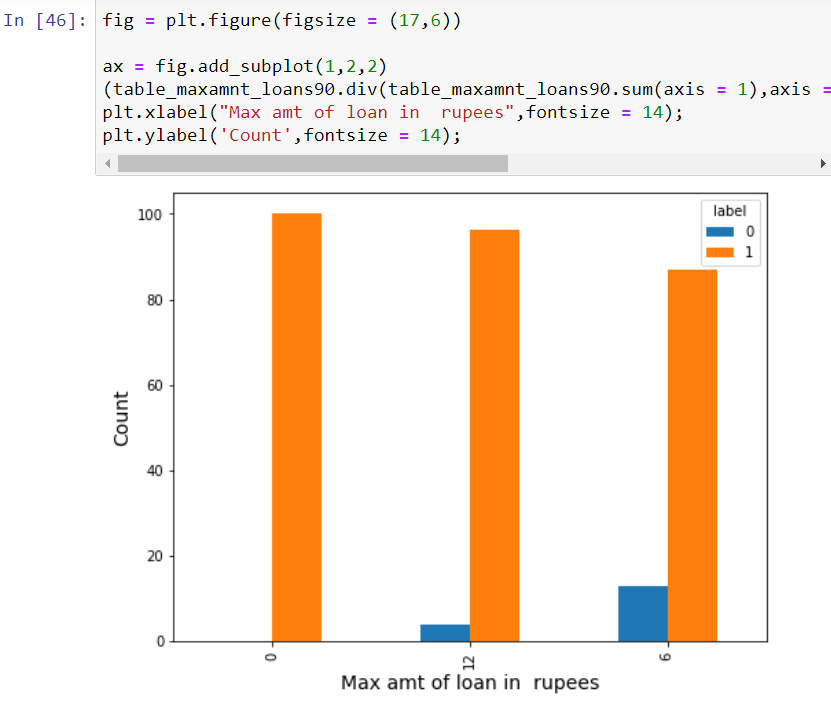 In [46]: fig = plt.figure(figsize = (17,6))
ax = fig.add_subplot(1,2,2)
(table_maxamnt_loans90.div(table_maxamnt_loans90.sum(axis = 1),axis =
plt.xlabel("Max amt of loan in  rupees",fontsize = 14);
plt.ylabel('Count',fontsize = 14);
label
0
1
100
80
60
40
20
0
Count
0 12 6
Max amt of loan in  rupees